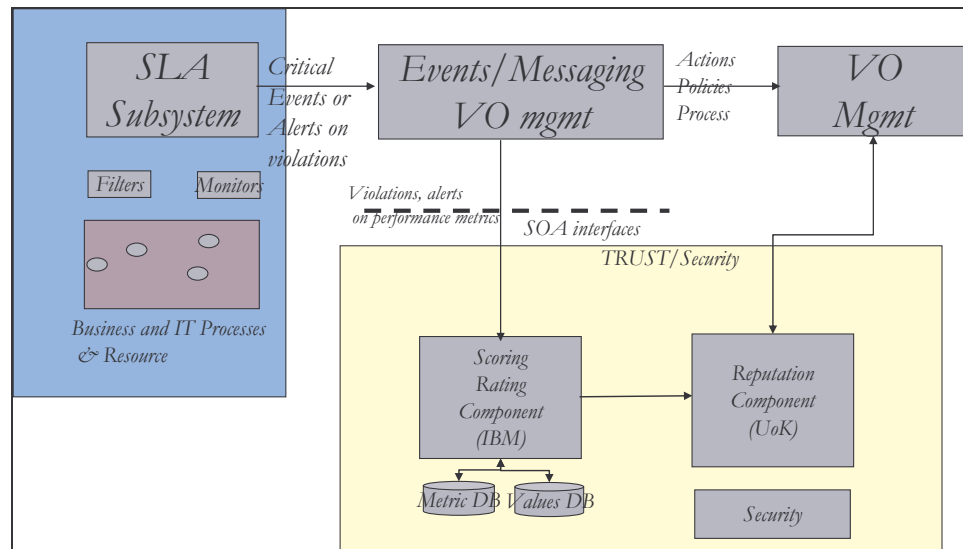 SLA
Subsystem
Critical
Events or
Alerts on
violations
Events/Messaging
VO mgmt
Actions
Policies
Process
VO
Mgmt
Filters
Monitors
Violations, alerts
on performance metrics
SOA interfaces
TRUST/Security
Business and IT Processes
& Resource
Scoring
Rating
Component
(IBM)
Reputation
Component
(UoK)
Metric DB
Values DB
Security